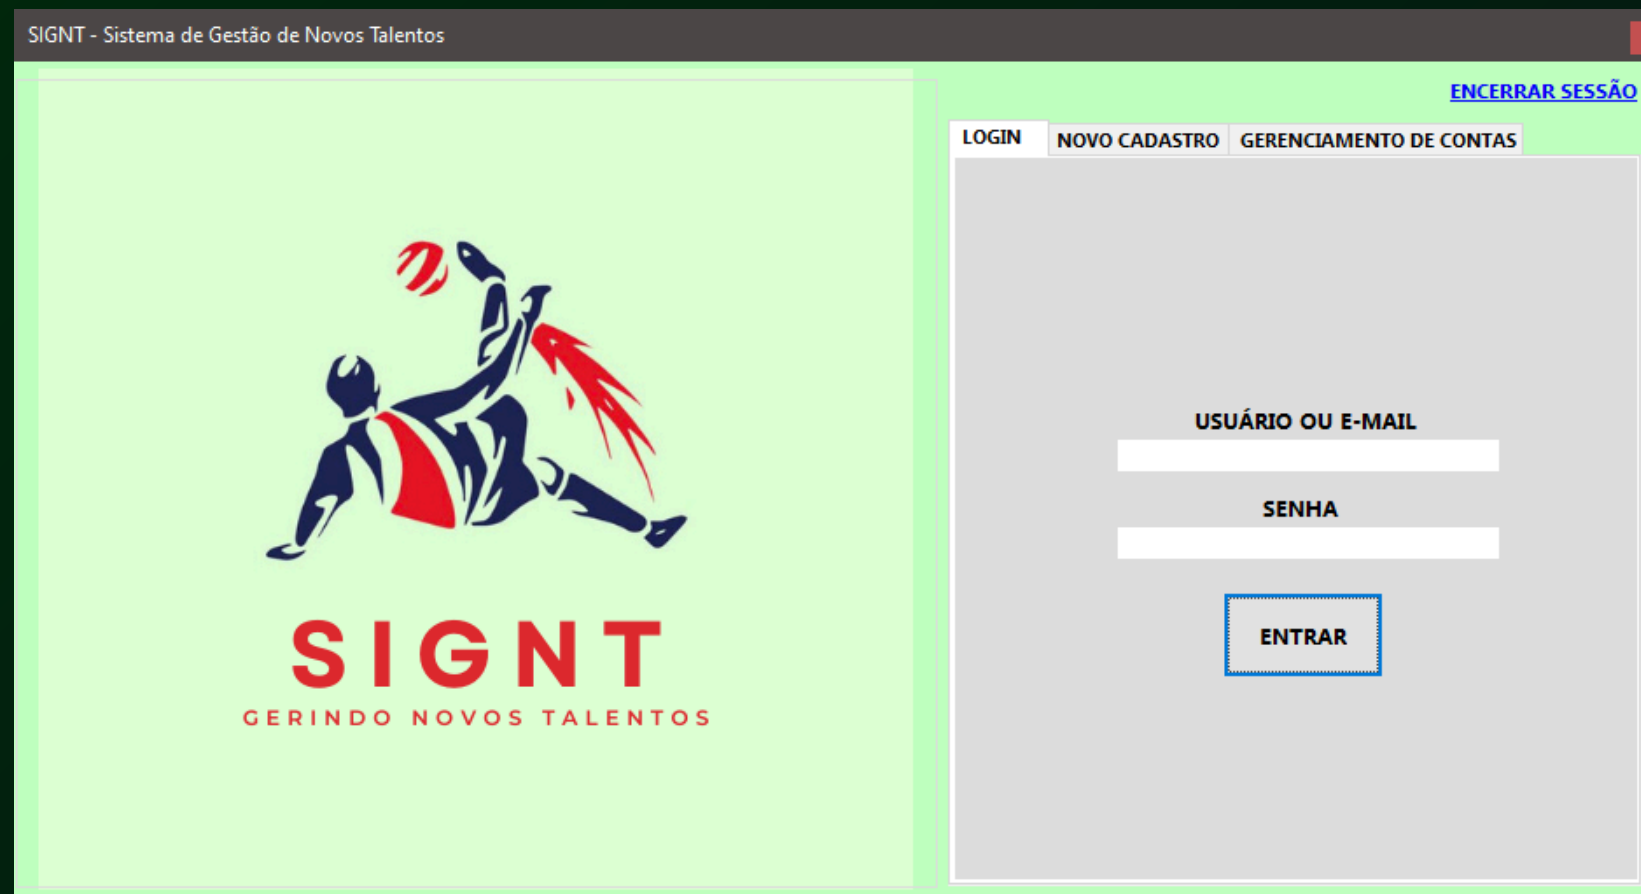 SIGNT - Sistema de Gestão de Novos Talentos
ENCERRAR SESSÃO
LOGIN NOVO CADASTRO GERENCIAMENTO DE CONTAS
USUÁRIO OU E-MAIL
SENHA
ENTRAR
SIGNT
GERINDO NOVOS TALENTOS